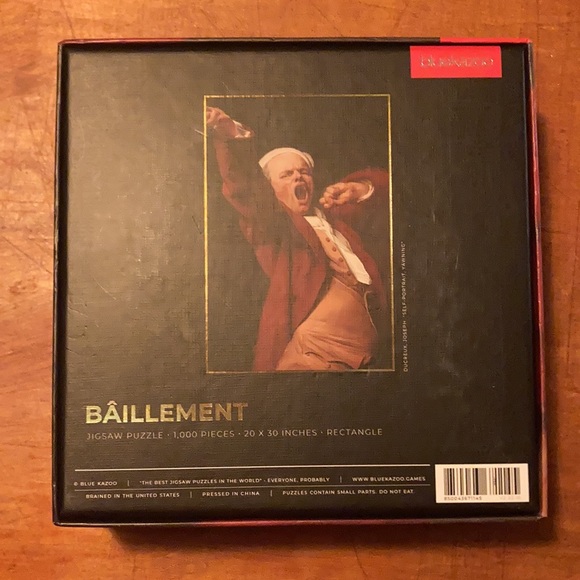 blue kazoo
DUCREUX, JOSEPH. "SELF-PORTRAIT, YAWNING"
BÂILLEMENT
JIGSAW PUZZLE · 1,000 PIECES · 20 X 30 INCHES · RECTANGLE
© BLUE KAZOO | "THE BEST JIGSAW PUZZLES IN THE WORLD" - EVERYONE, PROBABLY | WWW.BLUEKAZOO.GAMES
BRAINED IN THE UNITED STATES | PRESSED IN CHINA | PUZZLES CONTAIN SMALL PARTS. DO NOT EAT.